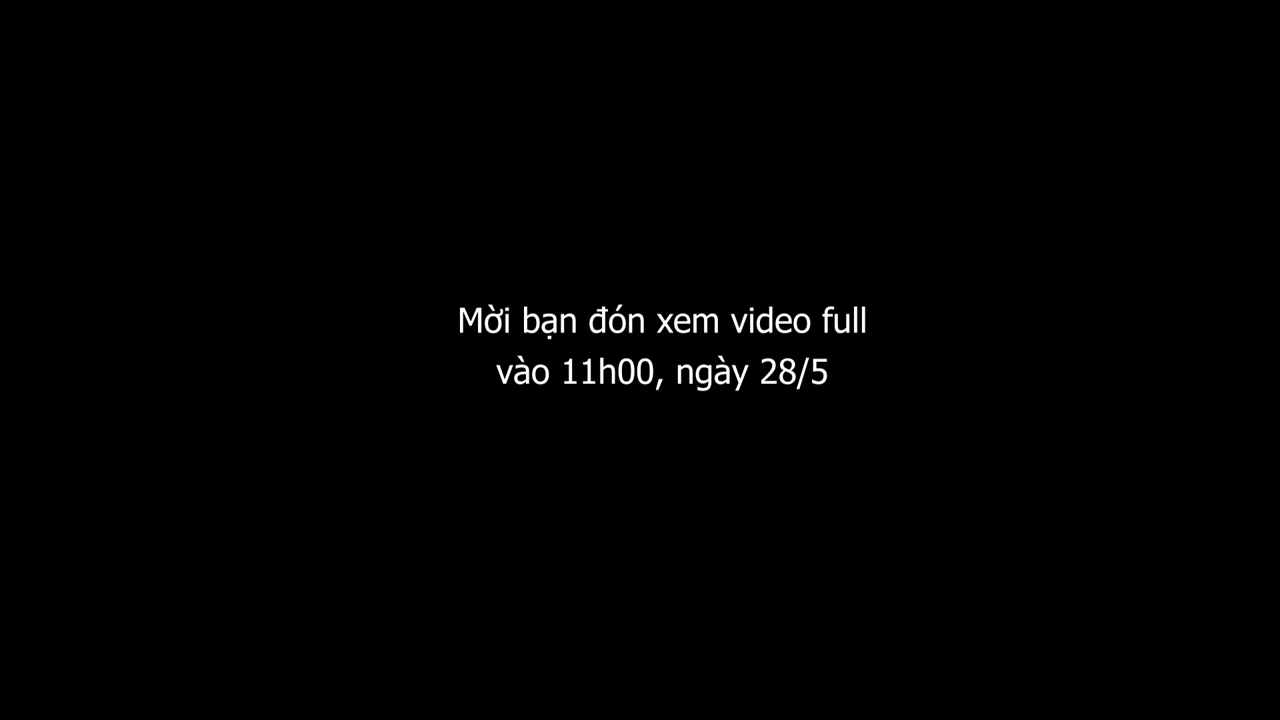 Mời bạn đón xem video full
vào 11h00, ngày 28/5